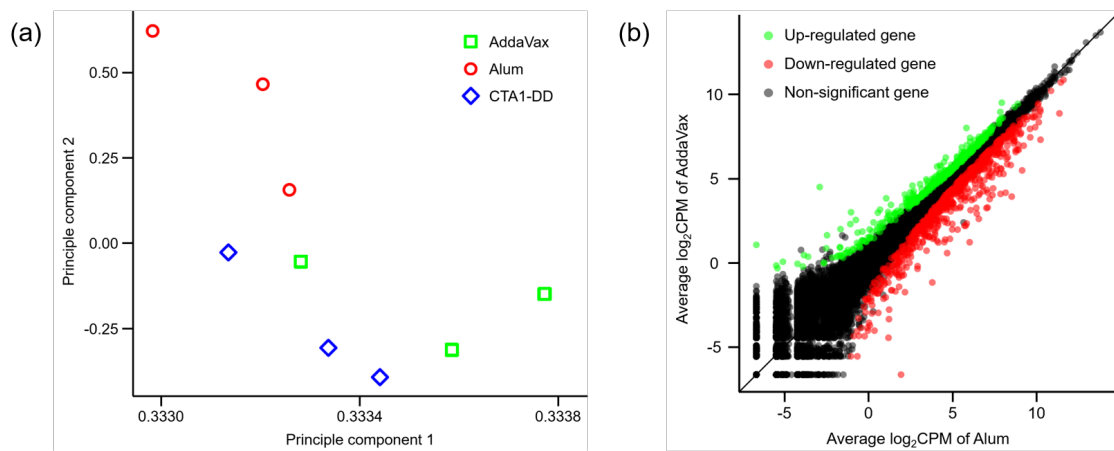 (a)
0.50
0.25
0.00
-0.25
Principle component 2
AddaVax
Alum
CTA1-DD
0.3330
0.3334
0.3338
Principle component 1
(b)
10
5
0
-5
Average log₂CPM of AddaVax
Up-regulated gene
Down-regulated gene
Non-significant gene
-5
0
5
10
Average log₂CPM of Alum